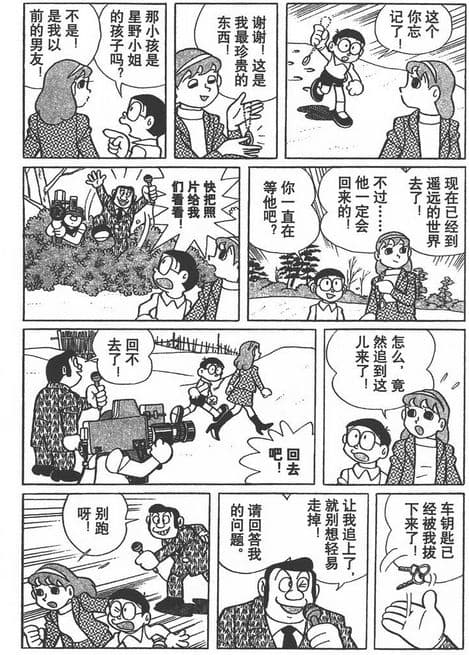 这个
你忘
记了！
谢谢！这是
我最珍贵的
东西！
那小孩是
星野小姐
的孩子吗？
不是！
是我以
前的男友！
现在已经到
遥远的世界
去了！
不过……
他一定会
回来的！
你一直在
等他吧？
快把照
片给我
们看看！
怎么，竟
然追到这
儿来了！
回去
吧！
回不
去了！
车钥匙已
经被我拔
下来了！
让我追上了，
就别想轻易
走掉！
请回答我
的问题。
别跑
呀！